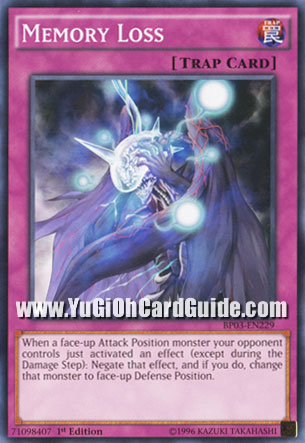 MEMORY LOSS
TRAP
罠
[TRAP CARD]
www.YuGiOhCardGuide.com
BP03-EN229
When a face-up Attack Position monster your opponent
controls just activated an effect (except during the
Damage Step): Negate that effect, and if you do, change
that monster to face-up Defense Position.
71098407 1st Edition
©1996 KAZUKI TAKAHASHI